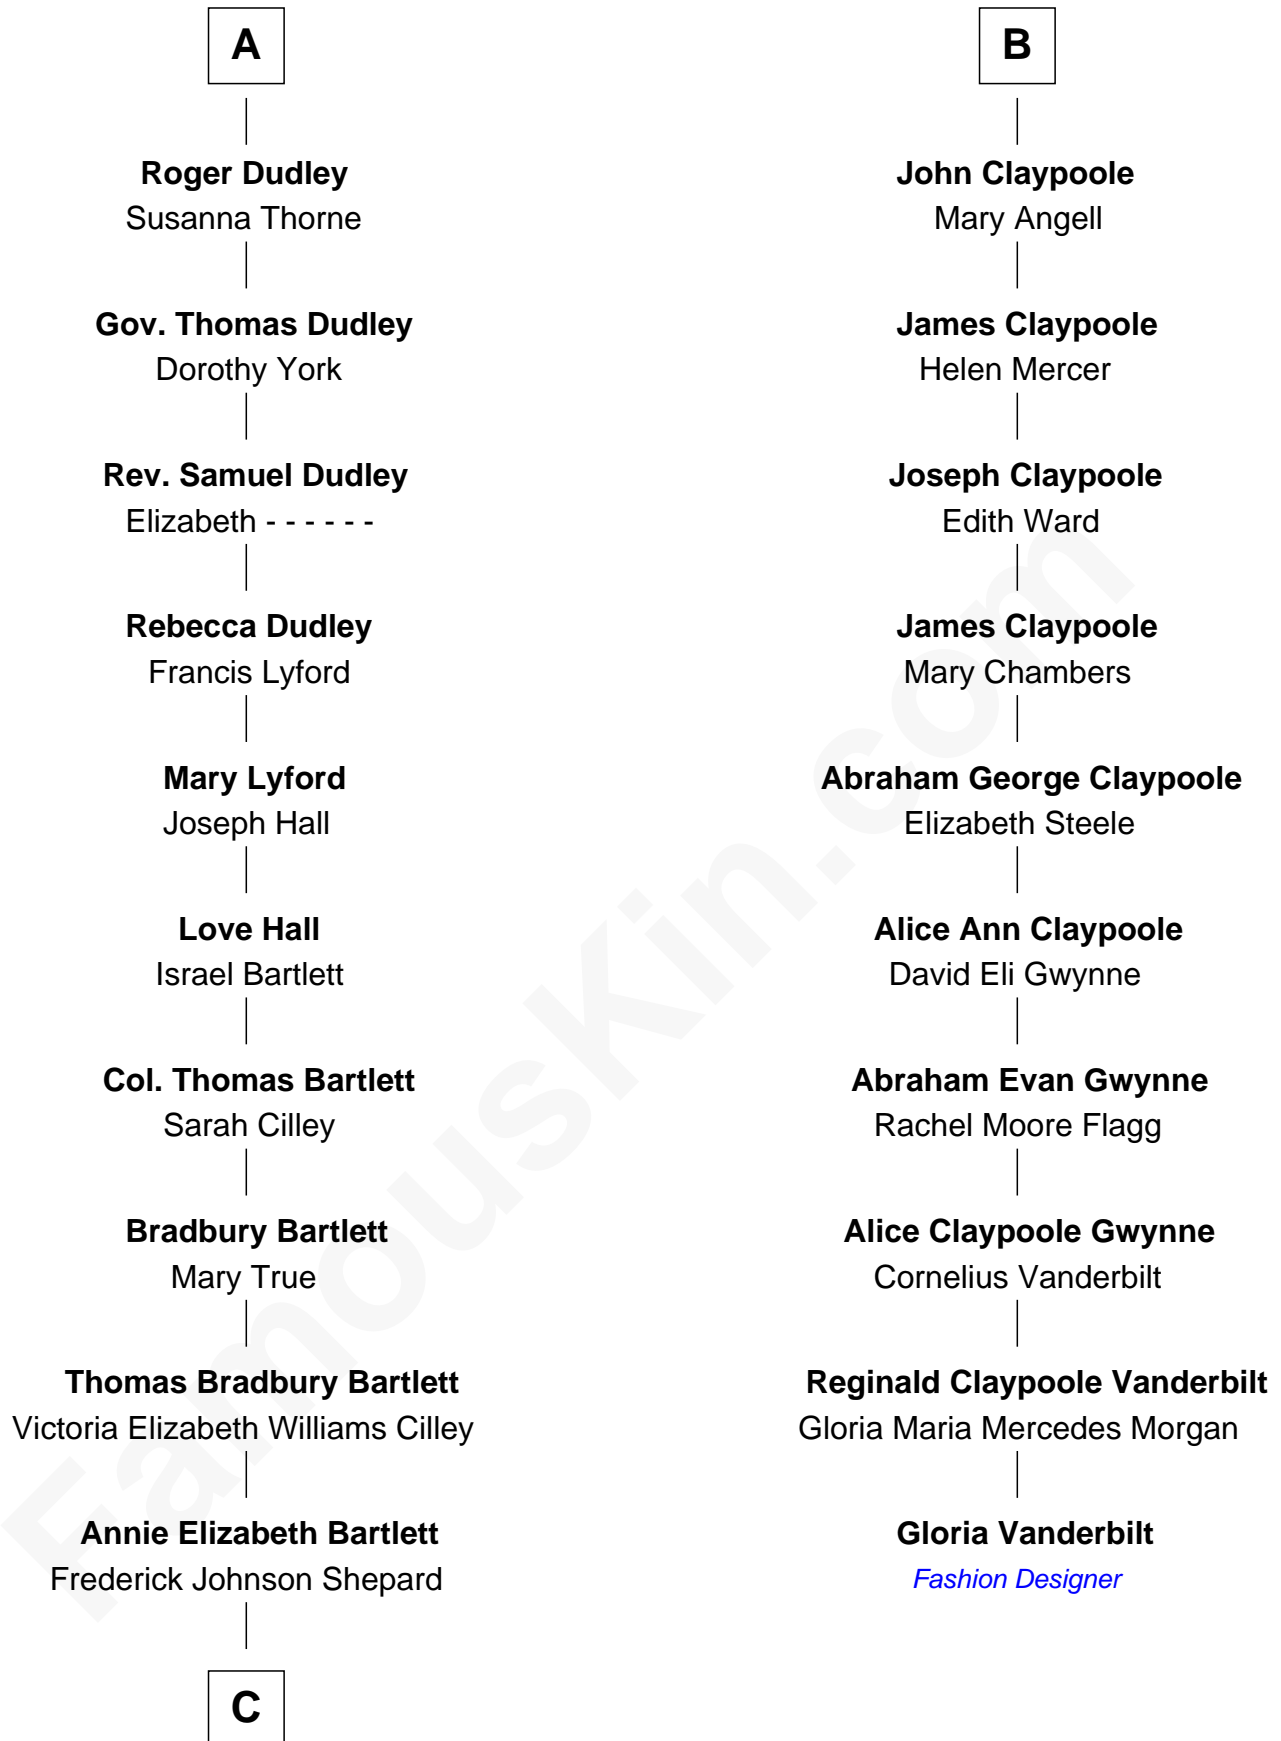 A
Roger Dudley
Susanna Thorne
Gov. Thomas Dudley
Dorothy York
Rev. Samuel Dudley
Elizabeth - - - - - -
Rebecca Dudley
Francis Lyford
Mary Lyford
Joseph Hall
Love Hall
Israel Bartlett
Col. Thomas Bartlett
Sarah Cilley
Bradbury Bartlett
Mary True
Thomas Bradbury Bartlett
Victoria Elizabeth Williams Cilley
Annie Elizabeth Bartlett
Frederick Johnson Shepard
C
B
John Claypoole
Mary Angell
James Claypoole
Helen Mercer
Joseph Claypoole
Edith Ward
James Claypoole
Mary Chambers
Abraham George Claypoole
Elizabeth Steele
Alice Ann Claypoole
David Eli Gwynne
Abraham Evan Gwynne
Rachel Moore Flagg
Alice Claypoole Gwynne
Cornelius Vanderbilt
Reginald Claypoole Vanderbilt
Gloria Maria Mercedes Morgan
Gloria Vanderbilt
Fashion Designer
FamousKin.com